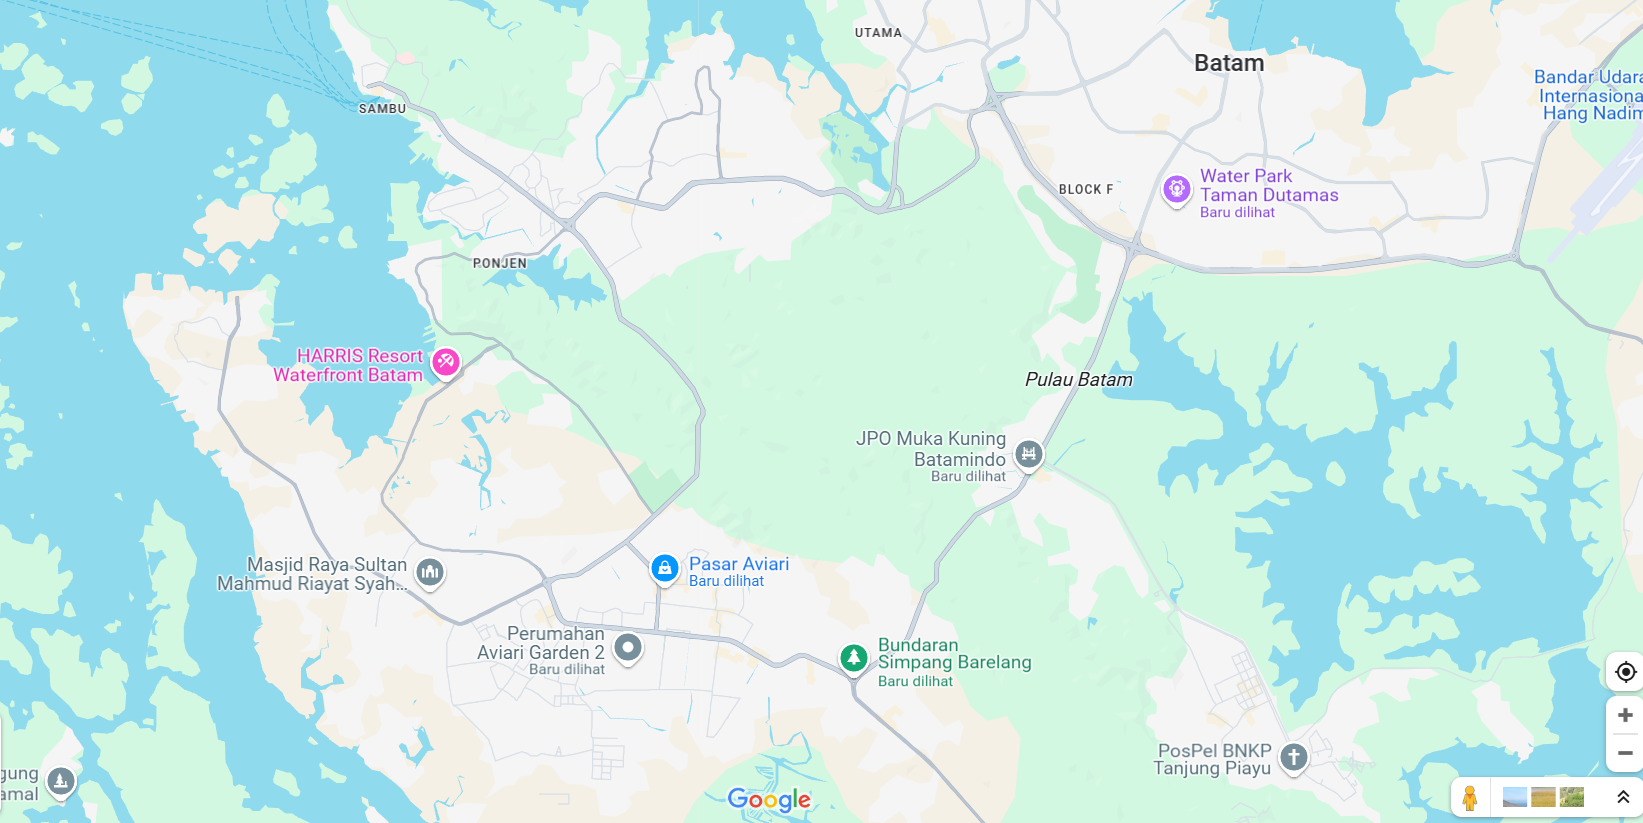 UTAMA
Batam
Bandar Udara
Internasional
Hang Nadim
SAMBU
Water Park
Taman Dutamas
Baru dilihat
BLOCK F
PONJEN
HARRIS Resort
Waterfront Batam
Pulau Batam
JPO Muka Kuning
Batamindo
Baru dilihat
Masjid Raya Sultan
Mahmud Riayat Syah...
Pasar Aviari
Baru dilihat
Perumahan
Aviari Garden 2
Baru dilihat
Bundaran
Simpang Barelang
Baru dilihat
PosPel BNKP
Tanjung Piayu
gung
amal
Google